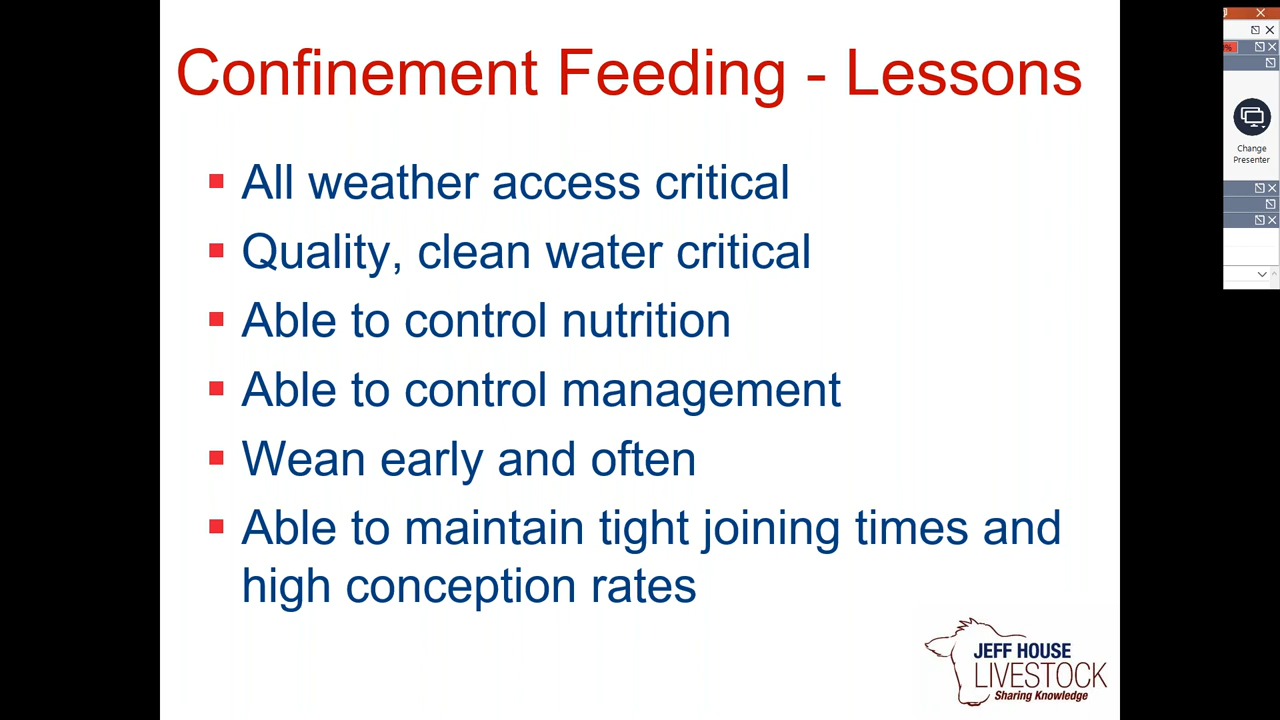 Confinement Feeding - Lessons
All weather access critical
Quality, clean water critical
Able to control nutrition
Able to control management
Wean early and often
Able to maintain tight joining times and
high conception rates
JEFF HOUSE
LIVESTOCK
Sharing Knowledge
%
Change
Presenter